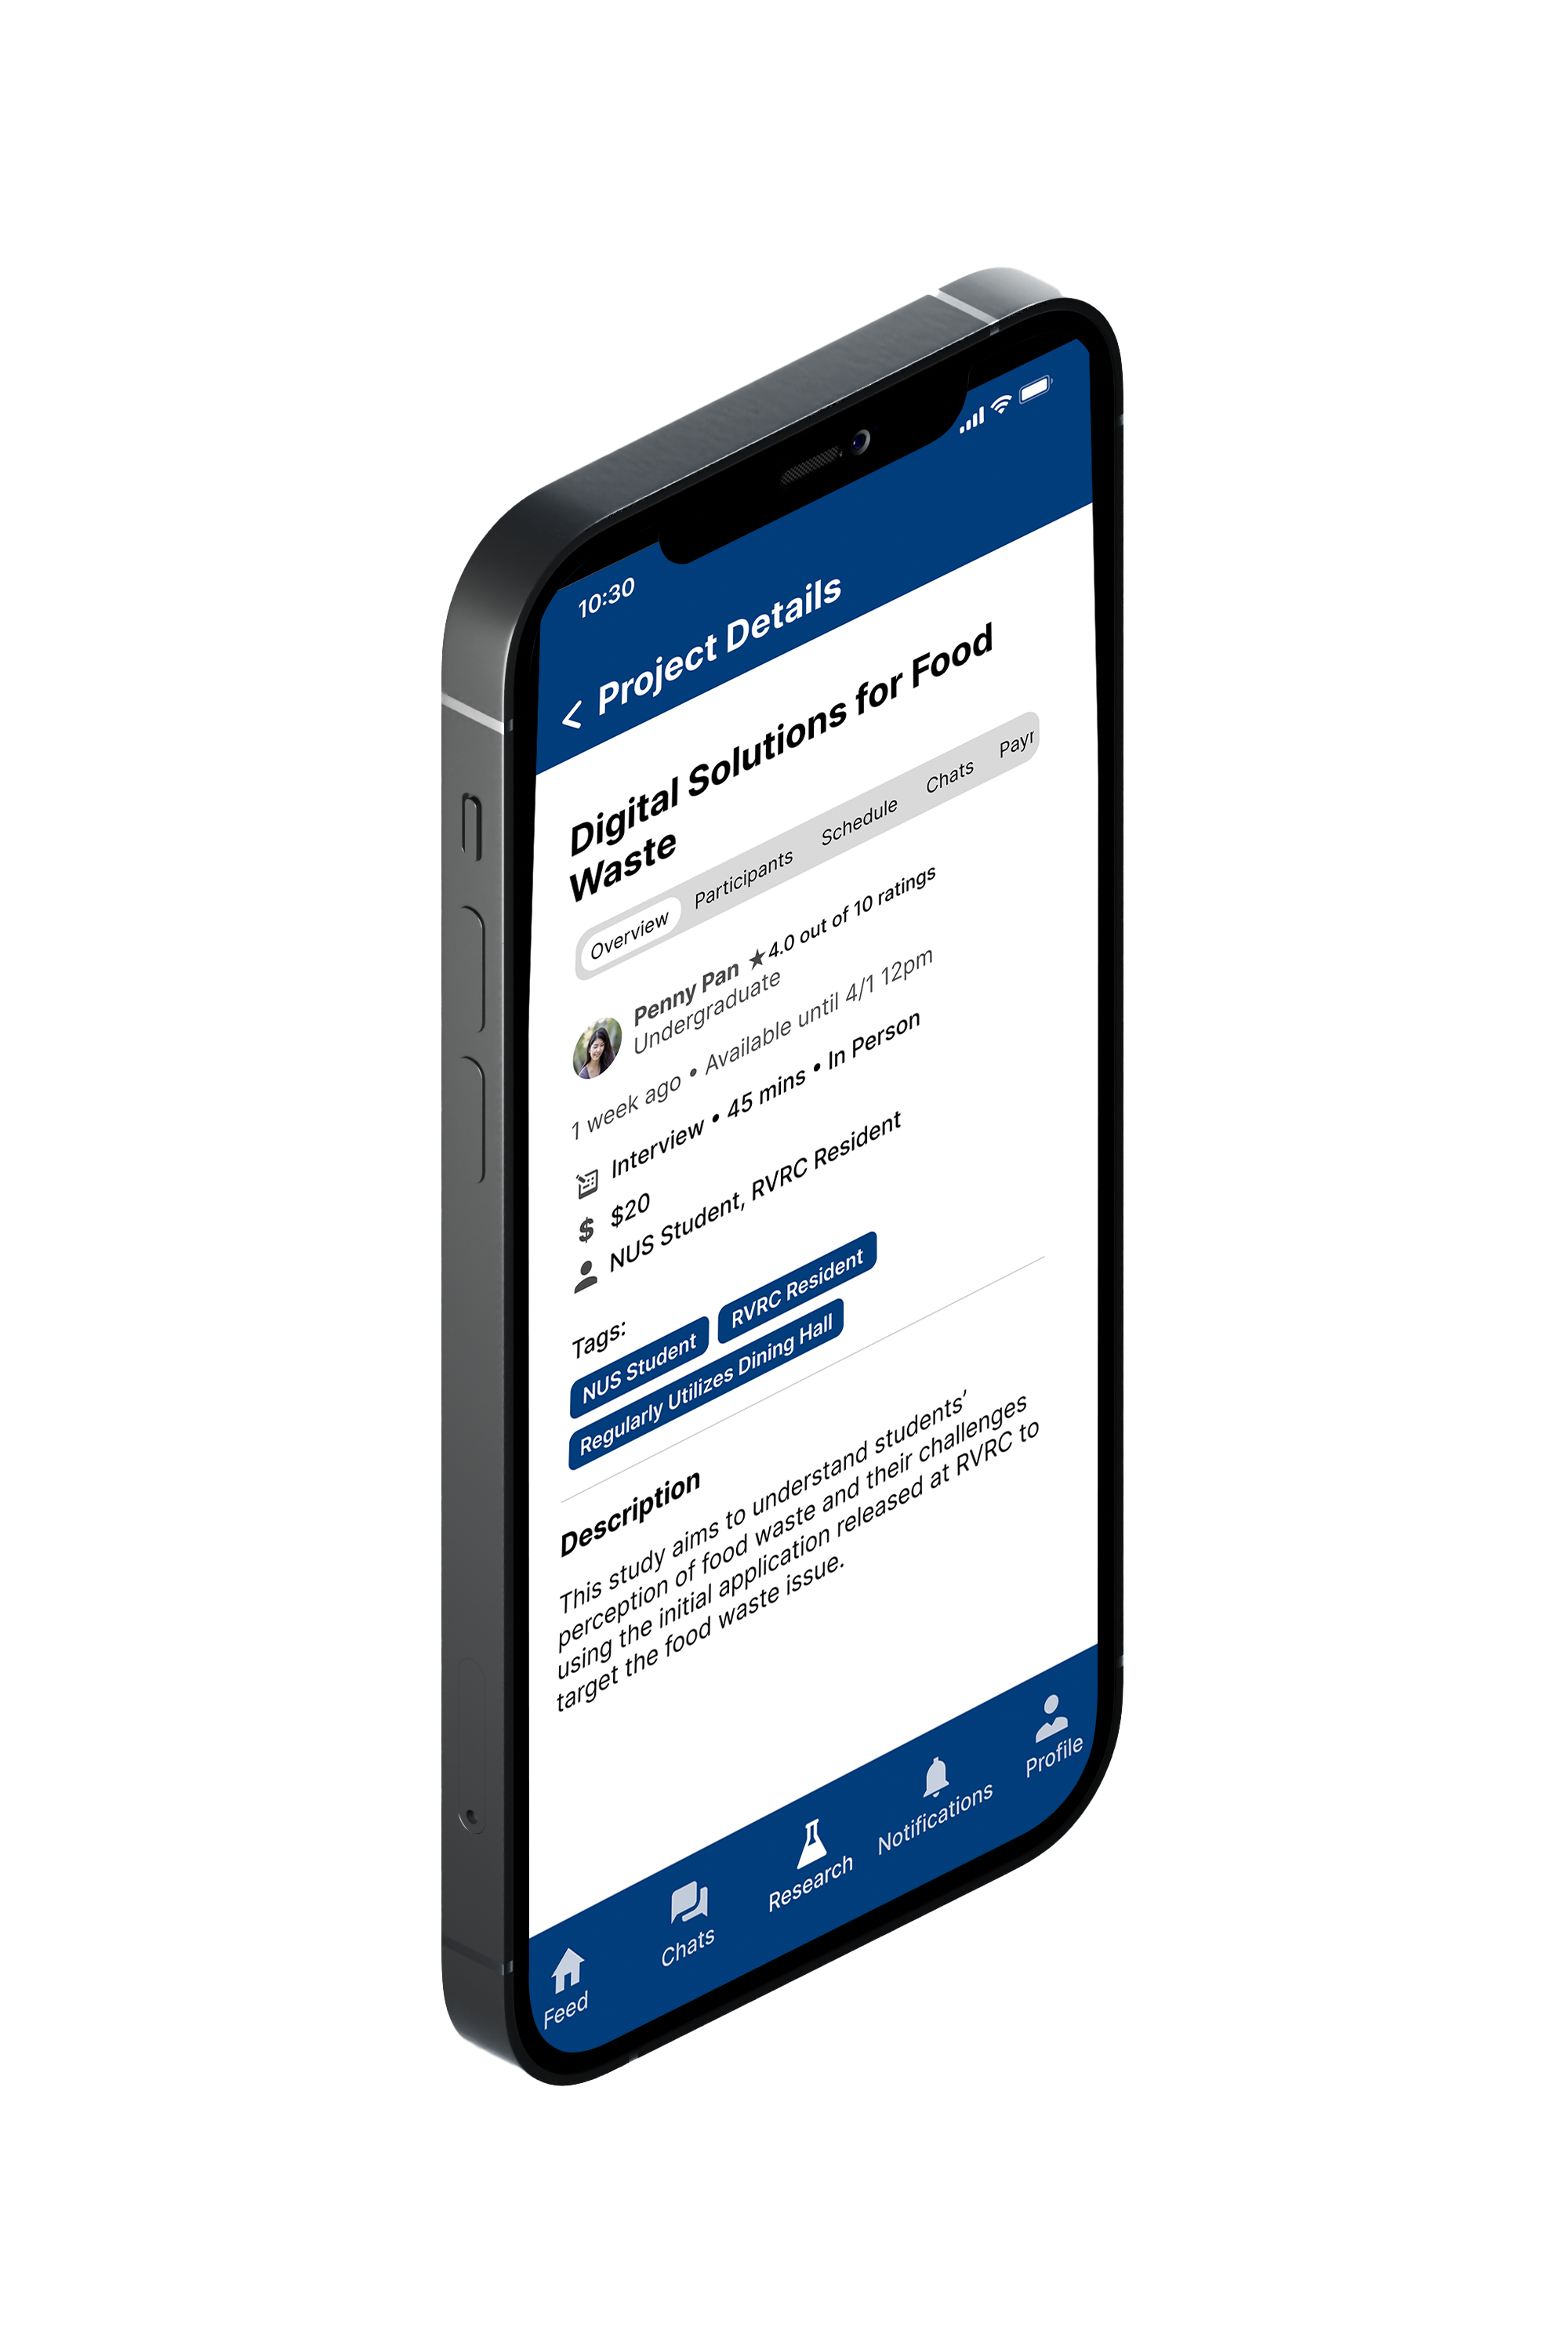 10:30
< Project Details
Digital Solutions for Food
Waste
Overview Participants Schedule Chats Payr
Penny Pan ★4.0 out of 10 ratings
Undergraduate
1 week ago • Available until 4/1 12pm
Interview • 45 mins • In Person
$ $20
NUS Student, RVRC Resident
Tags:
NUS Student RVRC Resident
Regularly Utilizes Dining Hall
Description
This study aims to understand students’
perception of food waste and their challenges
using the initial application released at RVRC to
target the food waste issue.
Feed Chats Research Notifications Profile